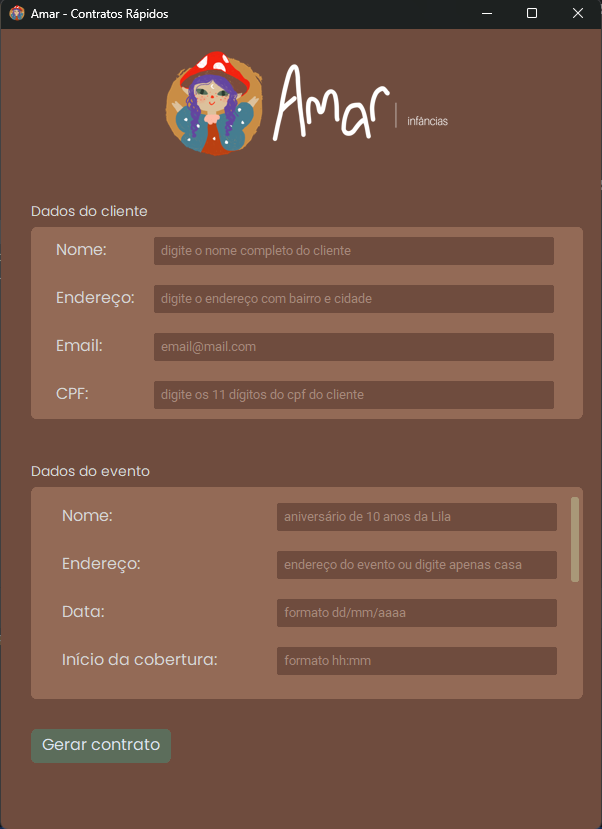 Amar - Contratos Rápidos
Amar
infâncias
Dados do cliente
Nome: digite o nome completo do cliente
Endereço: digite o endereço com bairro e cidade
Email: email@mail.com
CPF: digite os 11 dígitos do cpf do cliente
Dados do evento
Nome: aniversário de 10 anos da Lila
Endereço: endereço do evento ou digite apenas casa
Data: formato dd/mm/aaaa
Início da cobertura: formato hh:mm
Gerar contrato